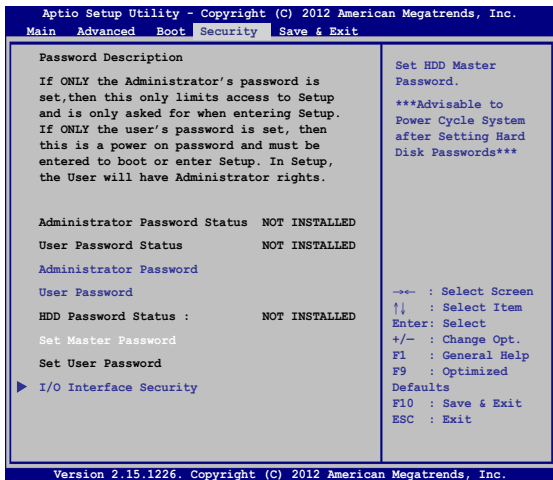 Aptio Setup Utility - Copyright (C) 2012 American Megatrends, Inc.
Main Advanced Boot Security Save & Exit
Password Description
If ONLY the Administrator's password is
set,then this only limits access to Setup
and is only asked for when entering Setup.
If ONLY the user's password is set, then
this is a power on password and must be
entered to boot or enter Setup. In Setup,
the User will have Administrator rights.
Administrator Password Status NOT INSTALLED
User Password Status NOT INSTALLED
Administrator Password
User Password
HDD Password Status : NOT INSTALLED
Set Master Password
Set User Password
I/O Interface Security
Set HDD Master
Password.
***Advisable to
Power Cycle System
after Setting Hard
Disk Passwords***
→← : Select Screen
↑↓ : Select Item
Enter: Select
+/— : Change Opt.
F1 : General Help
F9 : Optimized
Defaults
F10 : Save & Exit
ESC : Exit
Version 2.15.1226. Copyright (C) 2012 American Megatrends, Inc.